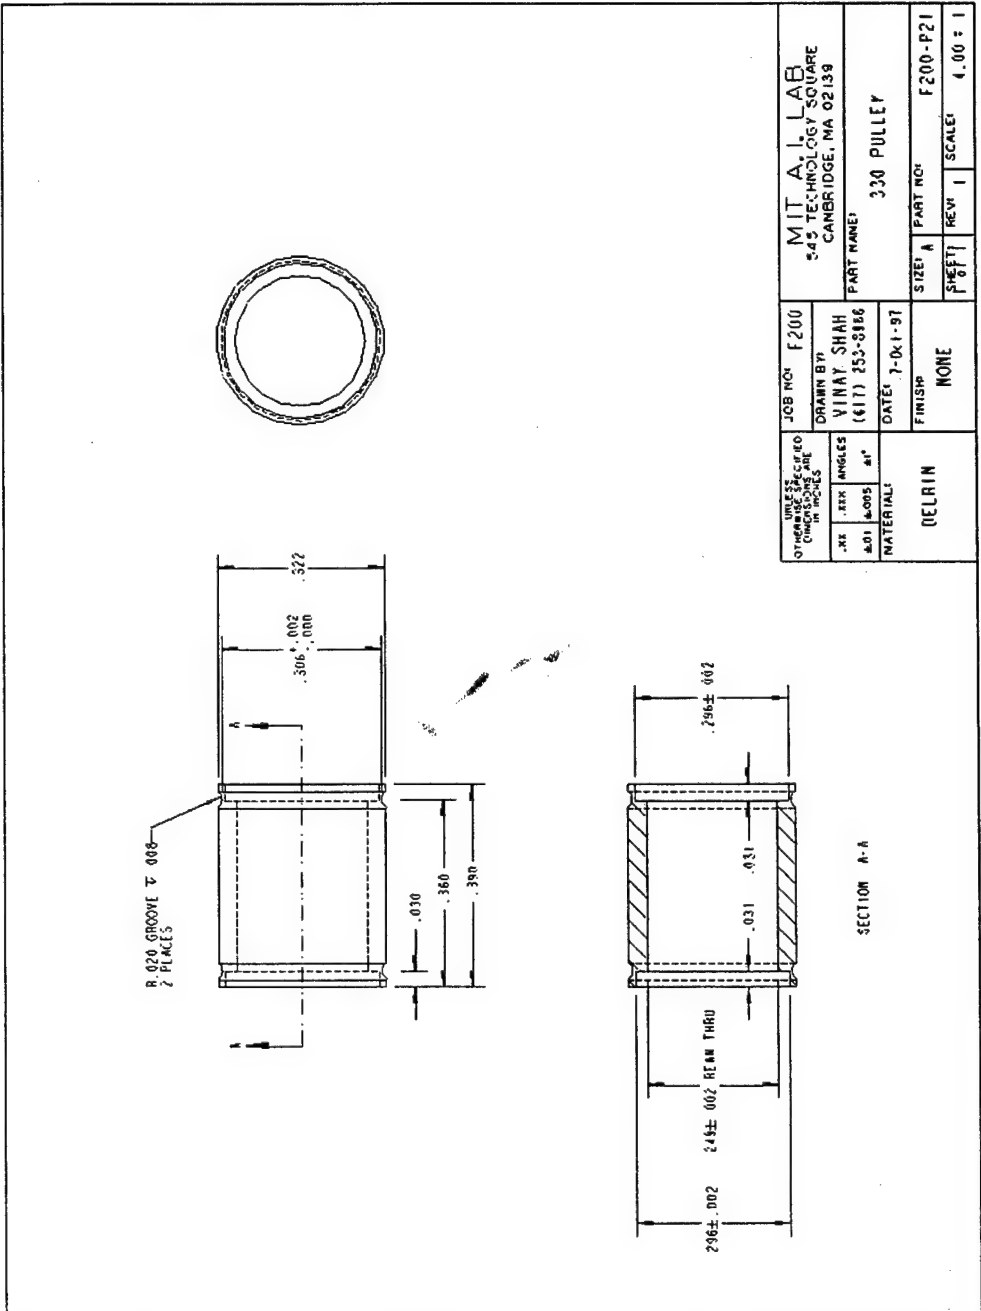 R.020 GROOVE ↧ .008
2 PLACES
A
A
.322
.306 +.002
-.000
.030
.360
.390
.296±.002
.249±.002 REAM THRU
.031
.031
.296±.002
SECTION A-A
UNLESS
OTHERWISE SPECIFIED
DIMENSIONS ARE
IN INCHES
.XX .XXX ANGLES
±.01 ±.005 ±1°
MATERIAL:
DELRIN
JOB NO: F200
DRAWN BY:
VINAY SHAH
(617) 253-8966
DATE: 7-Oct-97
FINISH:
NONE
MIT A.I. LAB
545 TECHNOLOGY SQUARE
CAMBRIDGE, MA 02139
PART NAME:
330 PULLEY
SIZE: A
PART NO: F200-P21
SHEET:
1 OF 1
REV: 1
SCALE: 4.00 : 1